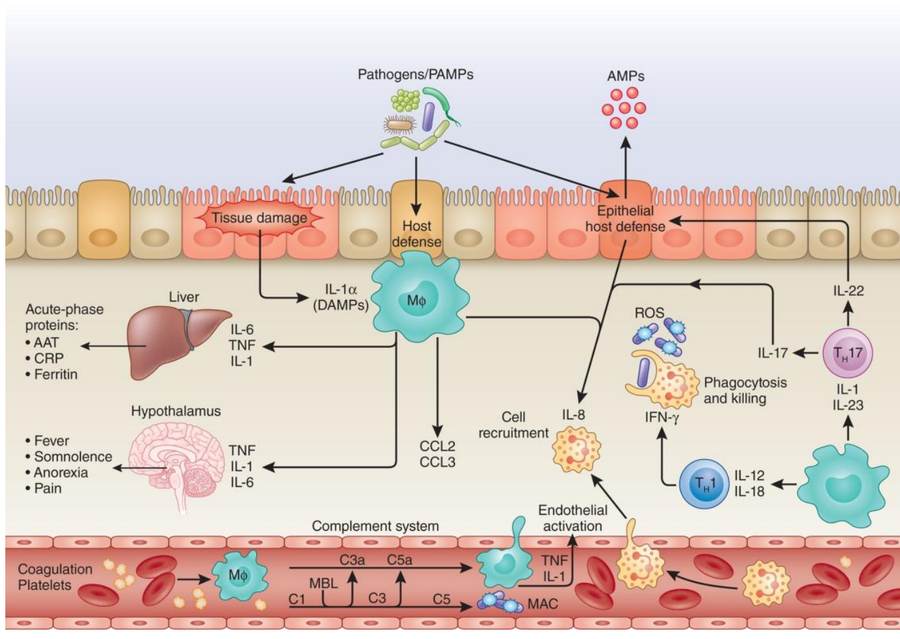 Pathogens/PAMPs
AMPs
Tissue damage
Host
defense
Epithelial
host defense
IL-1α
(DAMPs)
Mϕ
IL-22
Acute-phase
proteins:
• AAT
• CRP
• Ferritin
Liver
IL-6
TNF
IL-1
ROS
IL-17
TH17
Phagocytosis
and killing
IL-1
IL-23
Hypothalamus
• Fever
• Somnolence
• Anorexia
• Pain
TNF
IL-1
IL-6
CCL2
CCL3
Cell
recruitment
IL-8
IFN-γ
TH1
IL-12
IL-18
Complement system
Endothelial
activation
Coagulation
Platelets
Mϕ
C3a
C5a
MBL
C1
C3
C5
TNF
IL-1
MAC